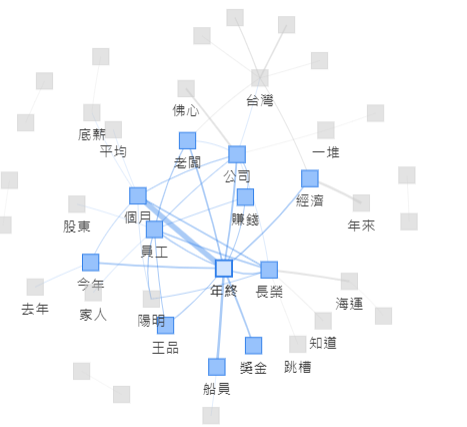 台灣
佛心
底薪
平均
一堆
老闆
公司
經濟
個月
賺錢
股東
年來
員工
今年
年終
長榮
去年
家人
陽明
海運
王品
知道
獎金
跳槽
船員